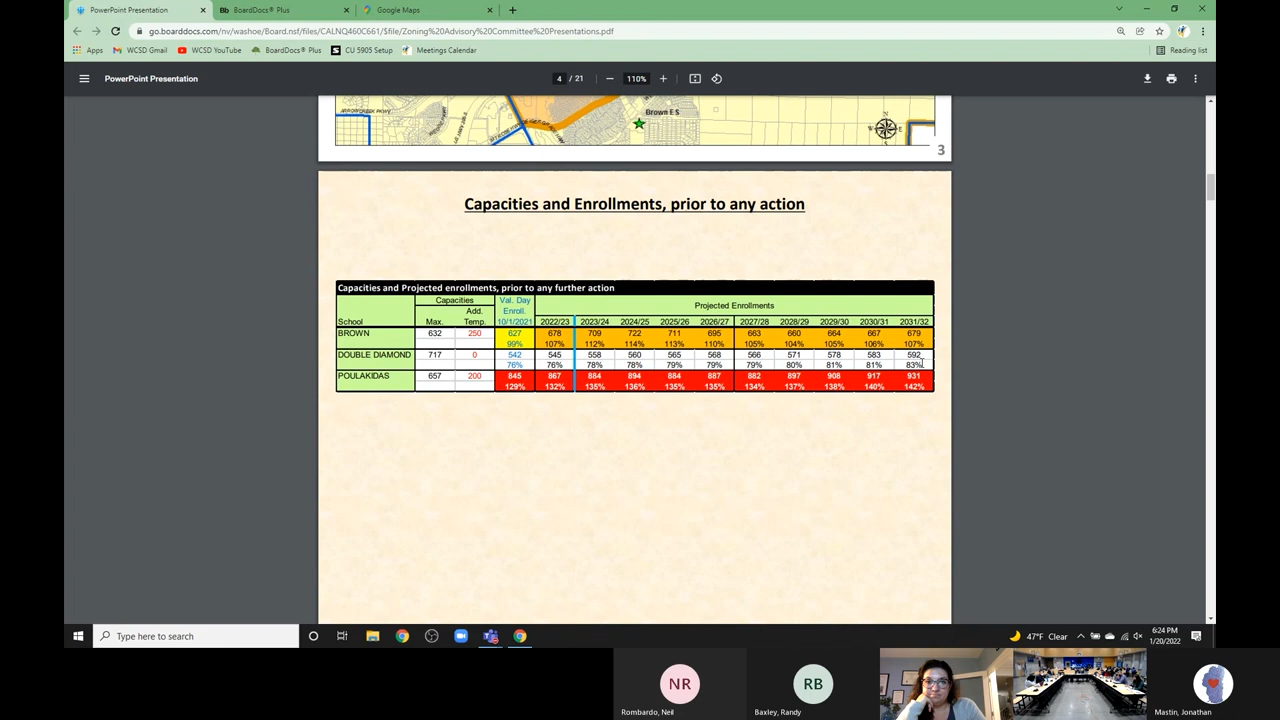 PowerPoint Presentation
BoardDocs® Plus
Google Maps
go.boarddocs.com/nv/washoe/Board.nsf/files/CALNQ460C661/$file/Zoning%20Advisory%20Committee%20Presentations.pdf
Apps WCSD Gmail WCSD YouTube BoardDocs® Plus CU 5905 Setup Meetings Calendar Reading list
PowerPoint Presentation 4 / 21 110%
Brown E S
3
Capacities and Enrollments, prior to any action
Capacities and Projected enrollments, prior to any further action
Capacities Val. Day Projected Enrollments
Add. Enroll.
School Max. Temp. 10/1/2021 2022/23 2023/24 2024/25 2025/26 2026/27 2027/28 2028/29 2029/30 2030/31 2031/32
BROWN 632 250 627 678 709 722 711 695 663 660 664 667 679
99% 107% 112% 114% 113% 110% 105% 104% 105% 106% 107%
DOUBLE DIAMOND 717 0 542 545 558 560 565 568 566 571 578 583 592
76% 76% 78% 78% 79% 79% 79% 80% 81% 81% 83%
POULAKIDAS 657 200 845 867 884 894 884 887 882 897 908 917 931
129% 132% 135% 136% 135% 135% 134% 137% 138% 140% 142%
Type here to search
47°F Clear
6:24 PM
1/20/2022
NR
RB
Rombardo, Neil
Baxley, Randy
Mastin, Jonathan